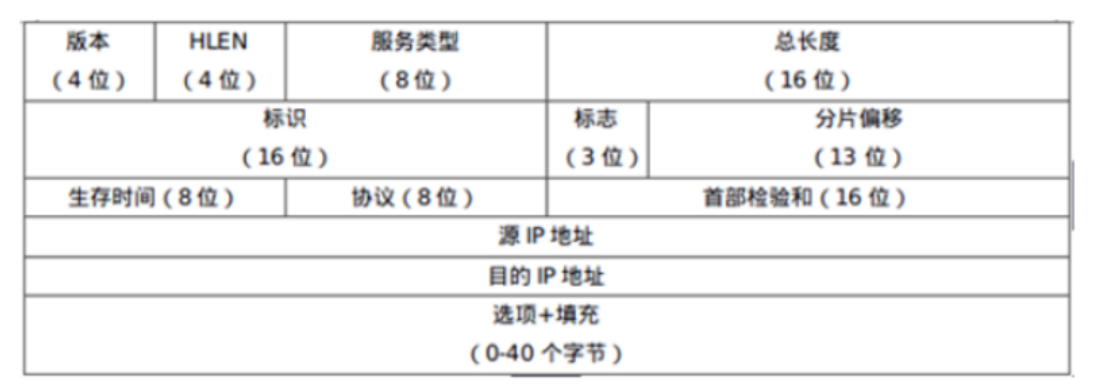 版本 HLEN 服务类型 总长度
（4 位） （4 位） （8 位） （16 位）
标识 标志 分片偏移
（16 位） （3 位） （13 位）
生存时间（8 位） 协议（8 位） 首部检验和（16 位）
源 IP 地址
目的 IP 地址
选项+填充
（0-40 个字节）